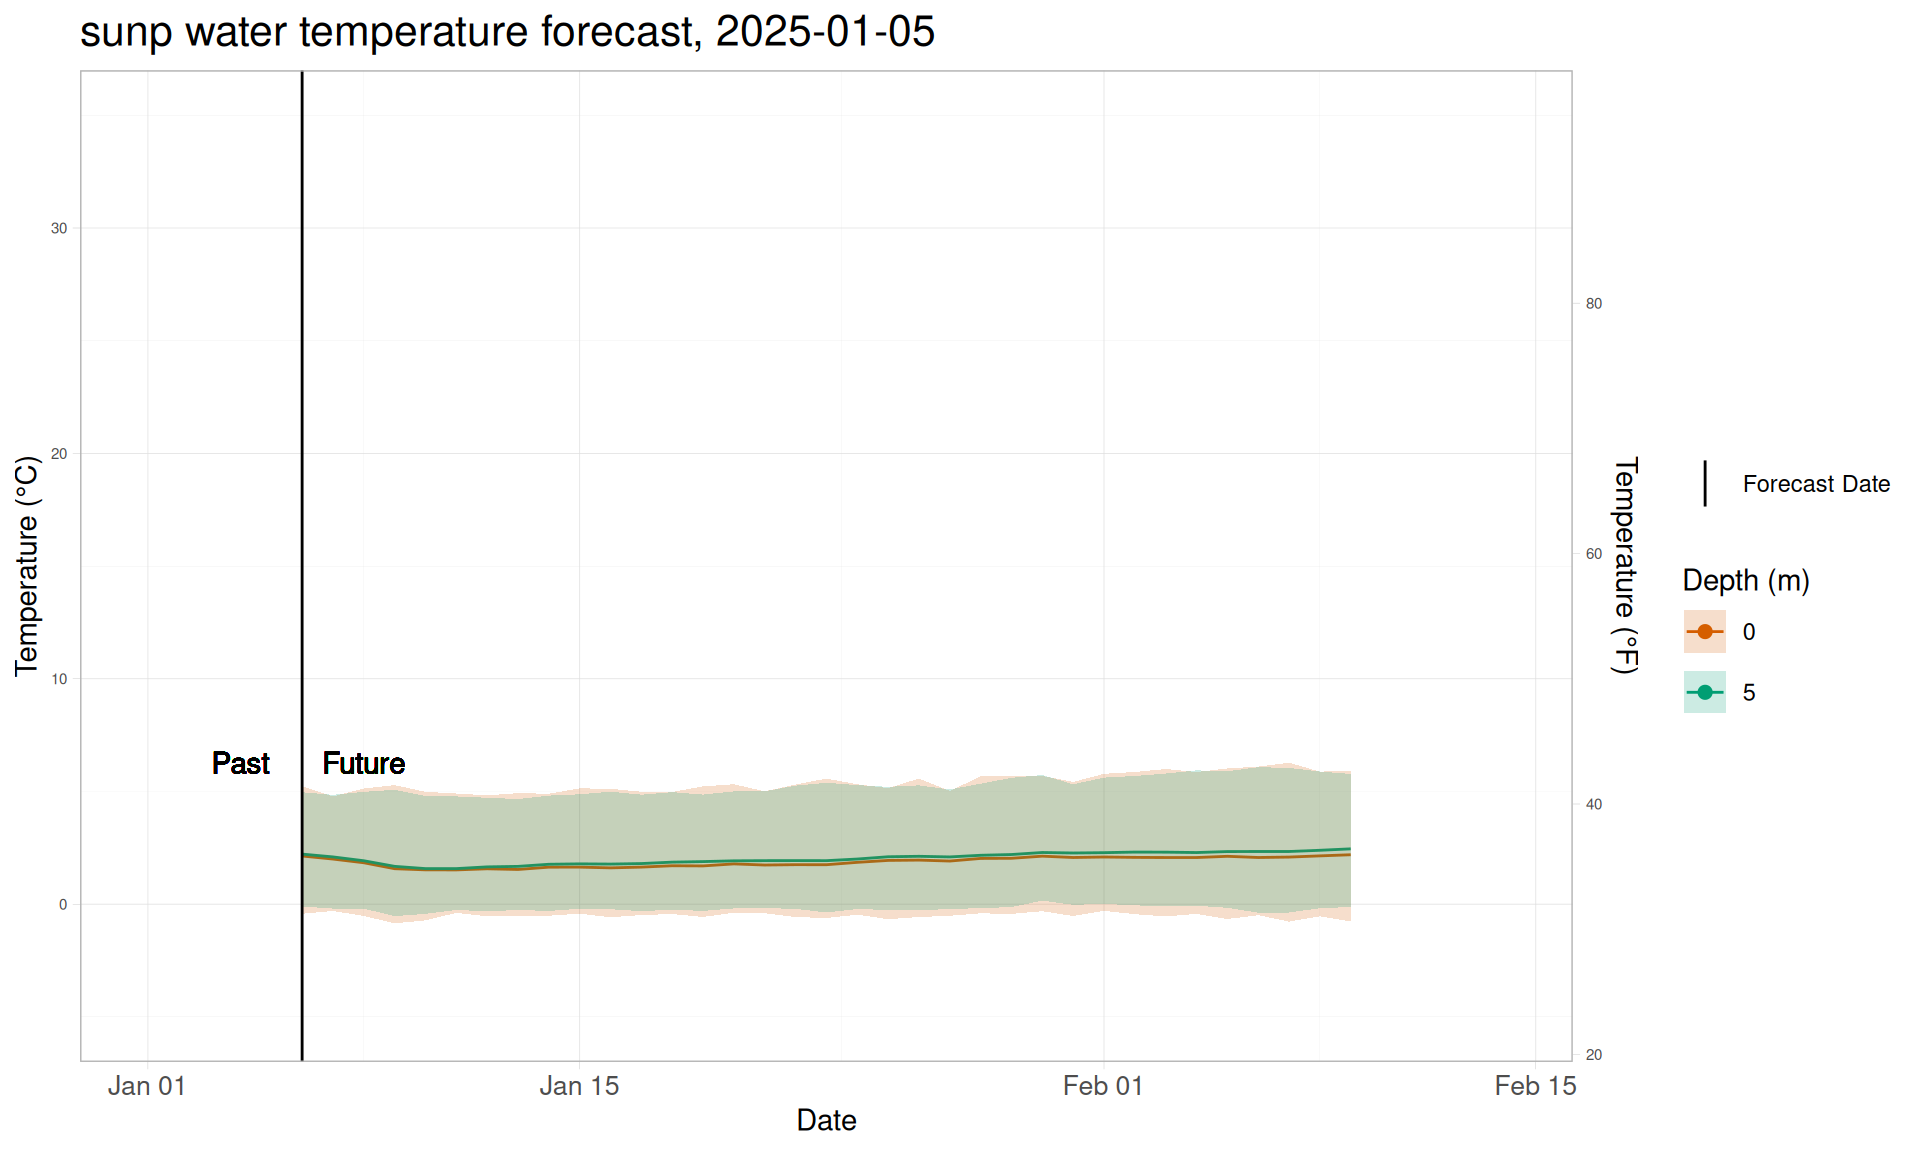 sunp water temperature forecast, 2025-01-05
Temperature (°C)
30
20
10
0
Past
Future
80
60
40
20
Temperature (°F)
Jan 01
Jan 15
Feb 01
Feb 15
Date
Forecast Date
Depth (m)
0
5